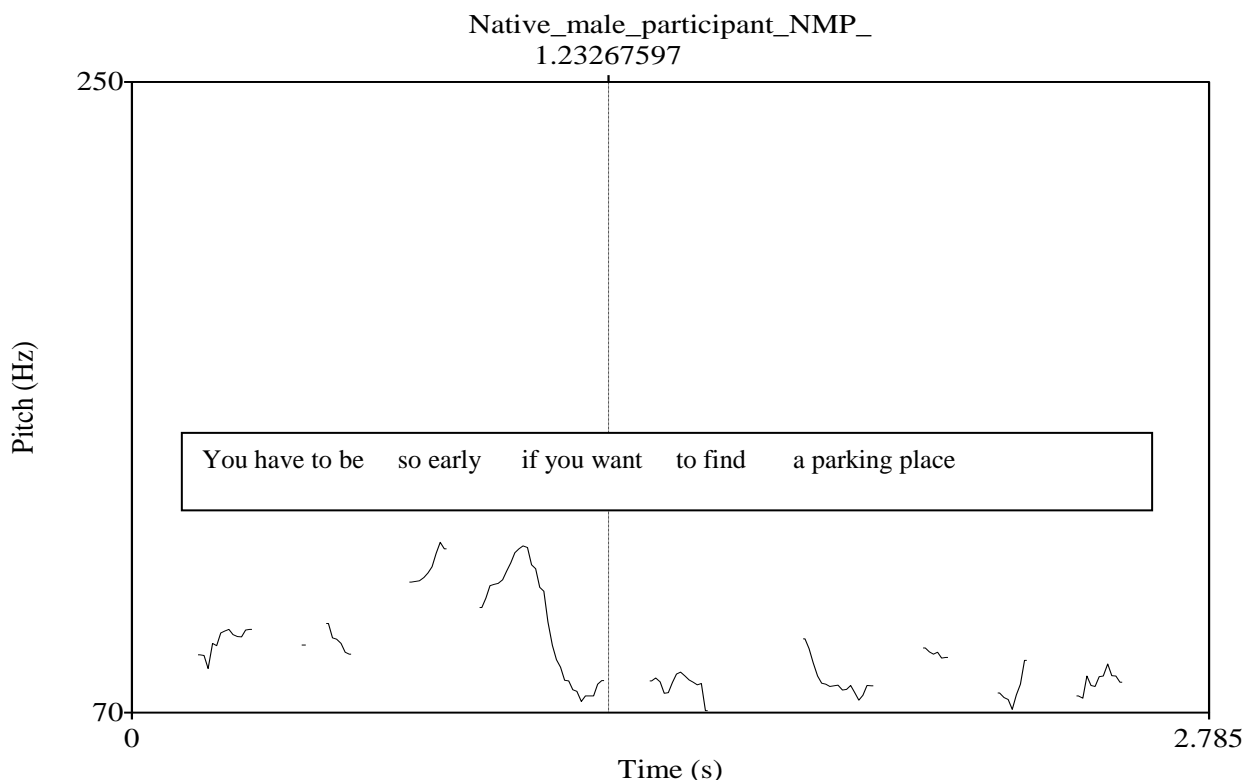 Native_male_participant_NMP_
1.23267597
250
Pitch (Hz)
You have to be so early if you want to find a parking place
70
0 2.785
Time (s)